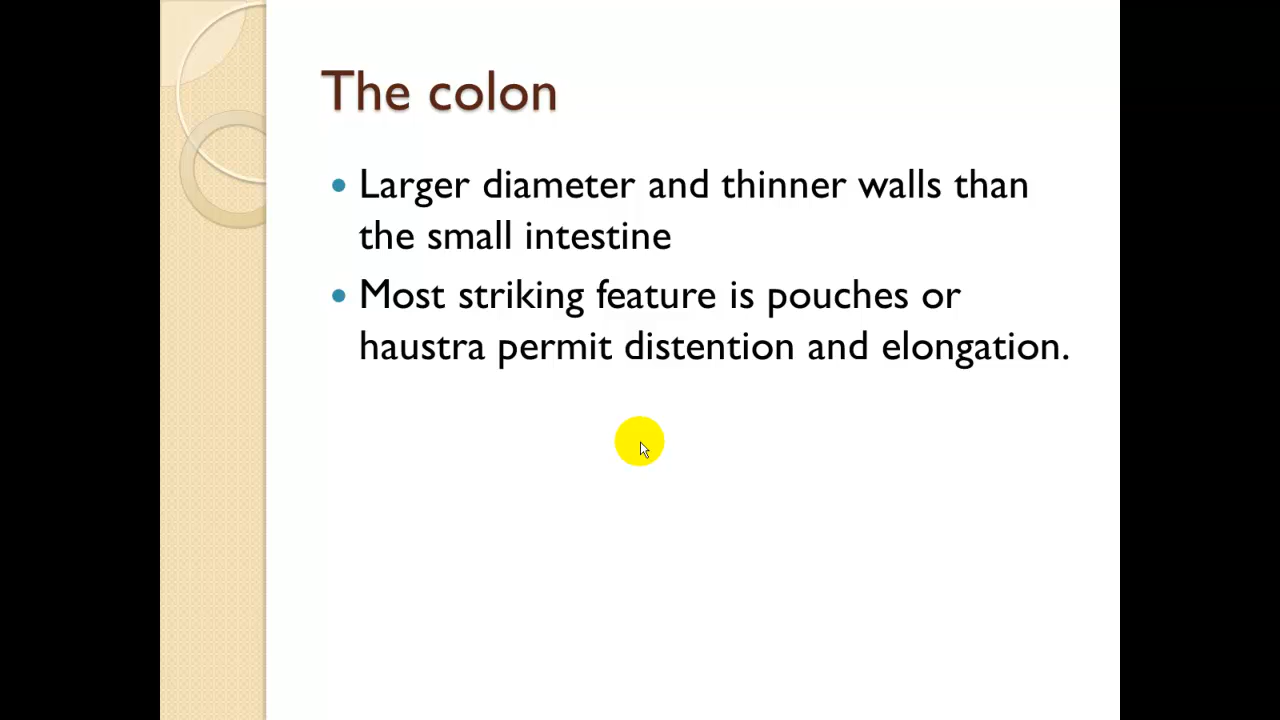 The colon
• Larger diameter and thinner walls than
the small intestine
• Most striking feature is pouches or
haustra permit distention and elongation.